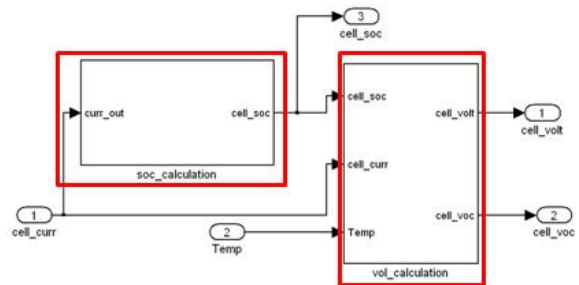 3
cell_soc
curr_out
cell_soc
soc_calculation
cell_soc
cell_curr
Temp
cell_volt
cell_voc
vol_calculation
1
cell_volt
2
cell_voc
1
cell_curr
2
Temp